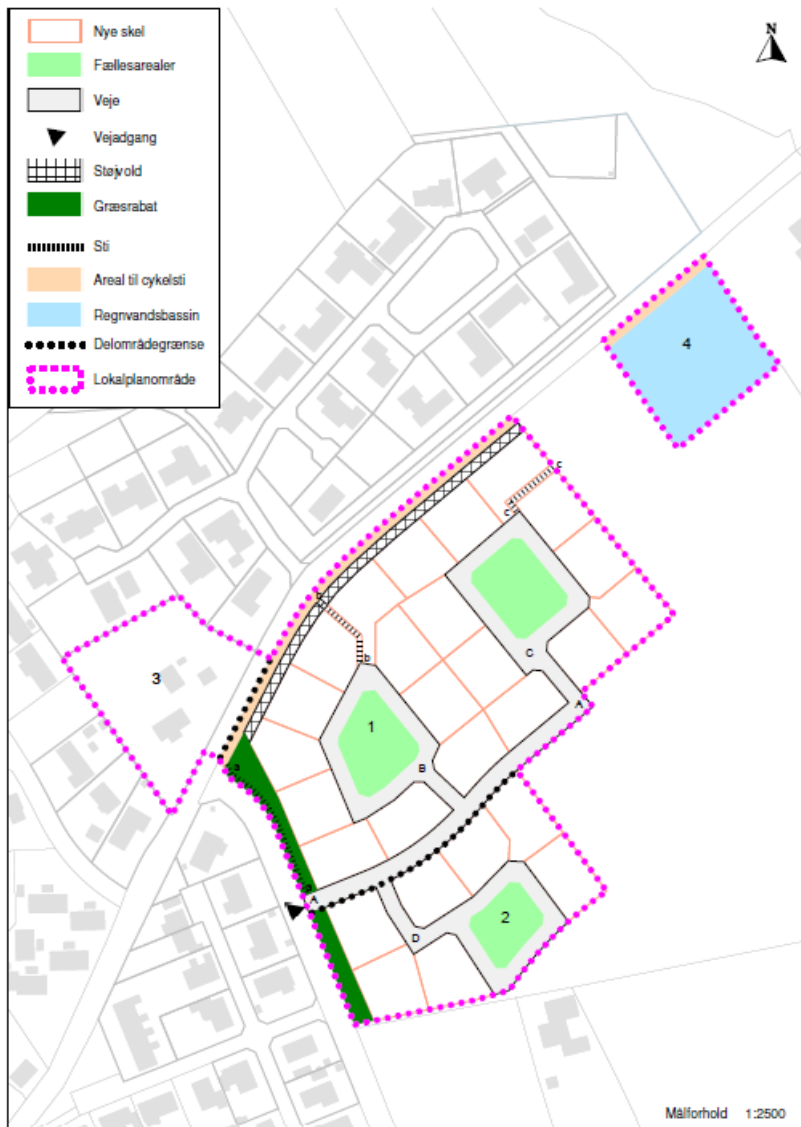 Nye skel
Fællesarealer
Veje
Vejadgang
Støjvold
Græsrabat
Sti
Areal til cykelsti
Regnvandsbassin
Delområdegrænse
Lokalplanområde
N
4
c
c
b
b
3
1
C
A
B
a
a
A
2
D
Målforhold 1:2500